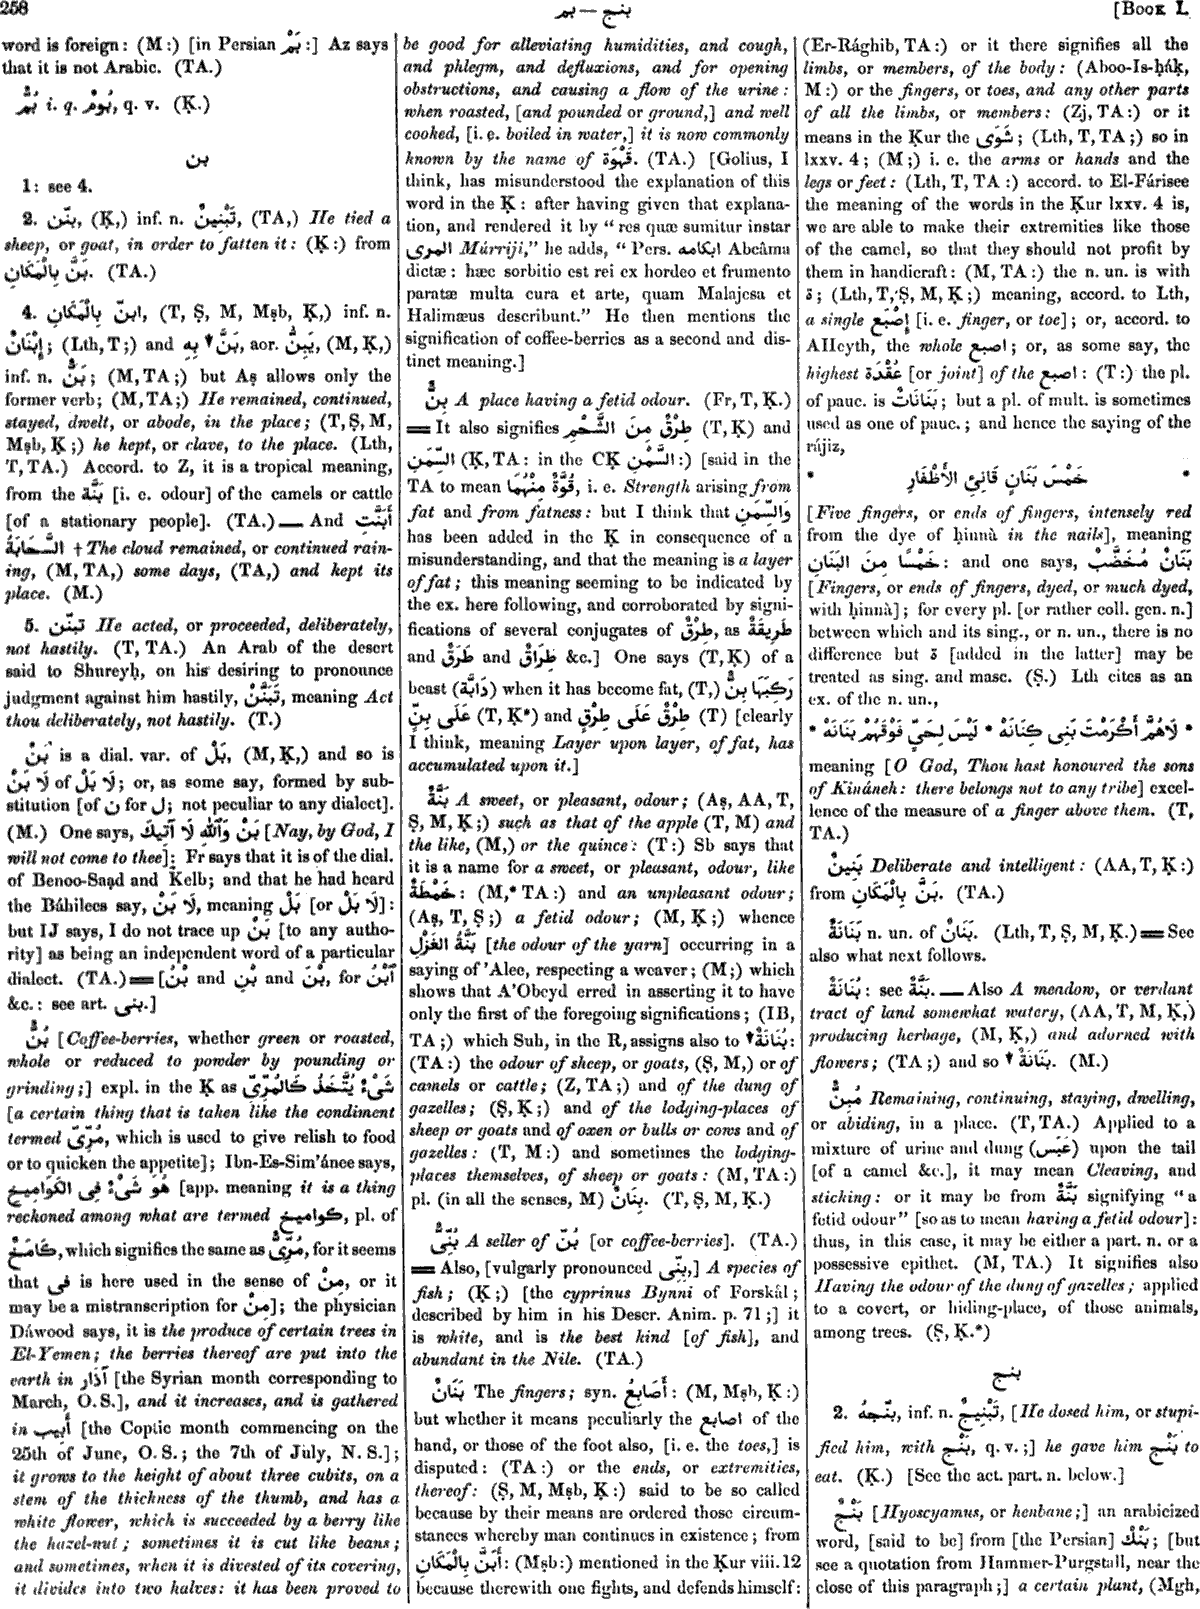 258
بنج — بم
[BOOK I.
word is foreign: (M:) [in Persian بَمْ:] Az says
that it is not Arabic. (TA.)
بُمٌّ i. q. بُومٌ, q. v. (Ḳ.)
بن
1: see 4.
2. بنّن, (Ḳ,) inf. n. تَبْنِينٌ, (TA,) He tied a
sheep, or goat, in order to fatten it: (Ḳ:) from
بَنَّ بِالْمَكَانِ. (TA.)
4. ابنّ بِالْمَكَانِ, (T, Ṣ, M, Mṣb, Ḳ,) inf. n.
إِبْنَانٌ; (Lth, T;) and بَنَّ ▼ بِهِ, aor. يَبِنُّ, (M, Ḳ,)
inf. n. بَنٌّ; (M, TA;) but Aṣ allows only the
former verb; (M, TA;) He remained, continued,
stayed, dwelt, or abode, in the place; (T, Ṣ, M,
Mṣb, Ḳ;) he kept, or clave, to the place. (Lth,
T, TA.) Accord. to Z, it is a tropical meaning,
from the بَنَّة [i. e. odour] of the camels or cattle
[of a stationary people]. (TA.) — And أَبَنَّتِ
السَّحَابَةُ † The cloud remained, or continued rain-
ing, (M, TA,) some days, (TA,) and kept its
place. (M.)
5. تبنّن He acted, or proceeded, deliberately,
not hastily. (T, TA.) An Arab of the desert
said to Shureyḥ, on his desiring to pronounce
judgment against him hastily, تَبَنَّنْ, meaning Act
thou deliberately, not hastily. (T.)
بَنْ is a dial. var. of بَلْ, (M, Ḳ,) and so is
لَا بَنْ of لَا بَلْ; or, as some say, formed by sub-
stitution [of ن for ل; not peculiar to any dialect].
(M.) One says, بَنْ وَٱللّٰهِ لَا آتِيكَ [Nay, by God, I
will not come to thee]: Fr says that it is of the dial.
of Benoo-Saạd and Kelb; and that he had heard
the Báhilees say, لَا بَنْ, meaning بَلْ [or لَا بَلْ]:
but IJ says, I do not trace up بَنْ [to any autho-
rity] as being an independent word of a particular
dialect. (TA.) = [بُنْ and بُنِ and بُنَ, for ٱبْنُ
&c.: see art. بنى.]
بُنٌّ [Coffee-berries, whether green or roasted,
whole or reduced to powder by pounding or
grinding;] expl. in the Ḳ as شَىْءٌ يُتَّخَذُ كَالمُرِّىّ
[a certain thing that is taken like the condiment
termed مُرِّىّ, which is used to give relish to food
or to quicken the appetite]; Ibn-Es-Sim'ánee says,
هُوَ شَىْءٌ فِى الكَوَامِيخِ [app. meaning it is a thing
reckoned among what are termed كواميخ, pl. of
كَامَخٌ, which signifies the same as مُرِّىٌّ, for it seems
that فى is here used in the sense of مِنْ, or it
may be a mistranscription for مِنْ]; the physician
Dáwood says, it is the produce of certain trees in
El-Yemen; the berries thereof are put into the
earth in آذَار [the Syrian month corresponding to
March, O. S.], and it increases, and is gathered
in أَبِيب [the Coptic month commencing on the
25th of June, O. S.; the 7th of July, N. S.];
it grows to the height of about three cubits, on a
stem of the thickness of the thumb, and has a
white flower, which is succeeded by a berry like
the hazel-nut; sometimes it is cut like beans;
and sometimes, when it is divested of its covering,
it divides into two halves: it has been proved to
be good for alleviating humidities, and cough,
and phlegm, and defluxions, and for opening
obstructions, and causing a flow of the urine:
when roasted, [and pounded or ground,] and well
cooked, [i. e. boiled in water,] it is now commonly
known by the name of قَهْوَة. (TA.) [Golius, I
think, has misunderstood the explanation of this
word in the Ḳ: after having given that explana-
tion, and rendered it by "res quæ sumitur instar
المرى Múrriji," he adds, "Pers. ابكامه Abcâma
dictæ: hæc sorbitio est rei ex hordeo et frumento
paratæ multa cura et arte, quam Malajesa et
Halimæus describunt." He then mentions the
signification of coffee-berries as a second and dis-
tinct meaning.]
بِنٌّ A place having a fetid odour. (Fr, T, Ḳ.)
= It also signifies طِرْقٌ مِنَ الشَّحْمِ (T, Ḳ) and
السِّمَنِ (Ḳ, TA: in the CK السَّمْنِ:) [said in the
TA to mean قُوَّةٌ مِنْهُمَا, i. e. Strength arising from
fat and from fatness: but I think that وَالسِّمَنِ
has been added in the Ḳ in consequence of a
misunderstanding, and that the meaning is a layer
of fat; this meaning seeming to be indicated by
the ex. here following, and corroborated by signi-
fications of several conjugates of طِرْقٌ, as طَرِيقَةٌ
and طِرَاقٌ and طَرَقٌ &c.] One says (T, Ḳ) of a
beast (دَابَّة) when it has become fat, (T,) رَكِبَهَا بِنٌّ
عَلَى بِنٍّ (T, Ḳ*) and طِرْقٌ عَلَى طِرْقٍ (T) [clearly
I think, meaning Layer upon layer, of fat, has
accumulated upon it.]
بَنَّةٌ A sweet, or pleasant, odour; (Aṣ, AA, T,
Ṣ, M, Ḳ;) such as that of the apple (T, M) and
the like, (M,) or the quince: (T:) Sb says that
it is a name for a sweet, or pleasant, odour, like
خَمْطَةٌ: (M,* TA:) and an unpleasant odour;
(Aṣ, T, Ṣ;) a fetid odour; (M, Ḳ;) whence
بَنَّةُ الغَزْلِ [the odour of the yarn] occurring in a
saying of 'Alee, respecting a weaver; (M;) which
shows that A'Obeyd erred in asserting it to have
only the first of the foregoing significations; (IB,
TA;) which Suh, in the R, assigns also to ▼ بُنَانَةٌ:
(TA:) the odour of sheep, or goats, (Ṣ, M,) or of
camels or cattle; (Z, TA;) and of the dung of
gazelles; (Ṣ, Ḳ;) and of the lodging-places of
sheep or goats and of oxen or bulls or cows and of
gazelles: (T, M:) and sometimes the lodging-
places themselves, of sheep or goats: (M, TA:)
pl. (in all the senses, M) بِنَانٌ. (T, Ṣ, M, Ḳ.)
بُنِّىٌّ A seller of بُنّ [or coffee-berries]. (TA.)
= Also, [vulgarly pronounced بِنِّى,] A species of
fish; (Ḳ;) [the cyprinus Bynni of Forskål;
described by him in his Descr. Anim. p. 71;] it
is white, and is the best kind [of fish], and
abundant in the Nile. (TA.)
بَنَانٌ The fingers; syn. أَصَابِعُ: (M, Mṣb, Ḳ:)
but whether it means peculiarly the اصابع of the
hand, or those of the foot also, [i. e. the toes,] is
disputed: (TA:) or the ends, or extremities,
thereof: (Ṣ, M, Mṣb, Ḳ:) said to be so called
because by their means are ordered those circum-
stances whereby man continues in existence; from
أَبَنَّ بِالْمَكَانِ: (Mṣb:) mentioned in the Ḳur viii. 12
because therewith one fights, and defends himself:
(Er-Rághib, TA:) or it there signifies all the
limbs, or members, of the body: (Aboo-Is-ḥáḳ,
M:) or the fingers, or toes, and any other parts
of all the limbs, or members: (Zj, TA:) or it
means in the Ḳur the شَوَى; (Lth, T, TA;) so in
lxxv. 4; (M;) i. e. the arms or hands and the
legs or feet: (Lth, T, TA:) accord. to El-Fárisee
the meaning of the words in the Ḳur lxxv. 4 is,
we are able to make their extremities like those
of the camel, so that they should not profit by
them in handicraft: (M, TA:) the n. un. is with
ة; (Lth, T, Ṣ, M, Ḳ;) meaning, accord. to Lth,
a single إِصْبَع [i. e. finger, or toe]; or, accord. to
AHeyth, the whole اصبع; or, as some say, the
highest عُقْدَة [or joint] of the اصبع: (T:) the pl.
of pauc. is بَنَانَاتٌ; but a pl. of mult. is sometimes
used as one of pauc.; and hence the saying of the
rájiz,
* خَمْسَ بَنَانٍ قَانِئِ الأَظْفَارِ *
[Five fingers, or ends of fingers, intensely red
from the dye of ḥinnà in the nails], meaning
خَمْسًا مِنَ البَنَانِ: and one says, بَنَانٌ مُخَضَّبٌ
[Fingers, or ends of fingers, dyed, or much dyed,
with ḥinnà]; for every pl. [or rather coll. gen. n.]
between which and its sing., or n. un., there is no
difference but ة [added in the latter] may be
treated as sing. and masc. (Ṣ.) Lth cites as an
ex. of the n. un.,
* لَاهُمَّ أَكْرَمْتَ بَنِى كِنَانَهْ * لَيْسَ لِحَىٍّ فَوْقَهُمْ بَنَانَهْ *
meaning [O God, Thou hast honoured the sons
of Kináneh: there belongs not to any tribe] excel-
lence of the measure of a finger above them. (T,
TA.)
بَنِينٌ Deliberate and intelligent: (AA, T, Ḳ:)
from بَنَّ بِالْمَكَانِ. (TA.)
بَنَانَةٌ n. un. of بَنَانٌ. (Lth, T, Ṣ, M, Ḳ.) = See
also what next follows.
بُنَانَةٌ: see بَنَّةٌ. — Also A meadow, or verdant
tract of land somewhat watery, (AA, T, M, Ḳ,)
producing herbage, (M, Ḳ,) and adorned with
flowers; (TA;) and so ▼ بَنَانَةٌ. (M.)
مُبِنٌّ Remaining, continuing, staying, dwelling,
or abiding, in a place. (T, TA.) Applied to a
mixture of urine and dung (عَبَس) upon the tail
[of a camel &c.], it may mean Cleaving, and
sticking: or it may be from بَنَّةٌ signifying "a
fetid odour" [so as to mean having a fetid odour]:
thus, in this case, it may be either a part. n. or a
possessive epithet. (M, TA.) It signifies also
Having the odour of the dung of gazelles; applied
to a covert, or hiding-place, of those animals,
among trees. (Ṣ, Ḳ.*)
بنج
2. بنّجهُ, inf. n. تَبْنِيجٌ, [He dosed him, or stupi-
fied him, with بَنْج, q. v.;] he gave him بَنْج to
eat. (Ḳ.) [See the act. part. n. below.]
بَنْجٌ [Hyoscyamus, or henbane;] an arabicized
word, [said to be] from [the Persian] بَنْك; [but
see a quotation from Hammer-Purgstall, near the
close of this paragraph;] a certain plant, (Mgh,